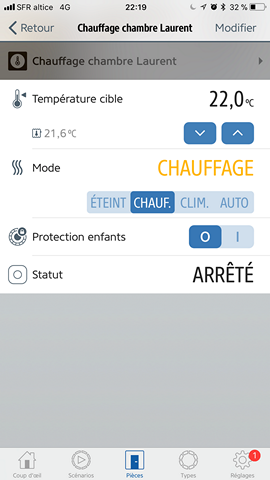 SFR altice 4G 22:19 32 %
Retour Chauffage chambre Laurent Modifier
Chauffage chambre Laurent
Température cible 22,0°C
21,6°C
Mode CHAUFFAGE
ÉTEINT CHAUF. CLIM. AUTO
Protection enfants O I
Statut ARRÊTÉ
1
Coup d'œil Scénarios Pièces Types Réglages